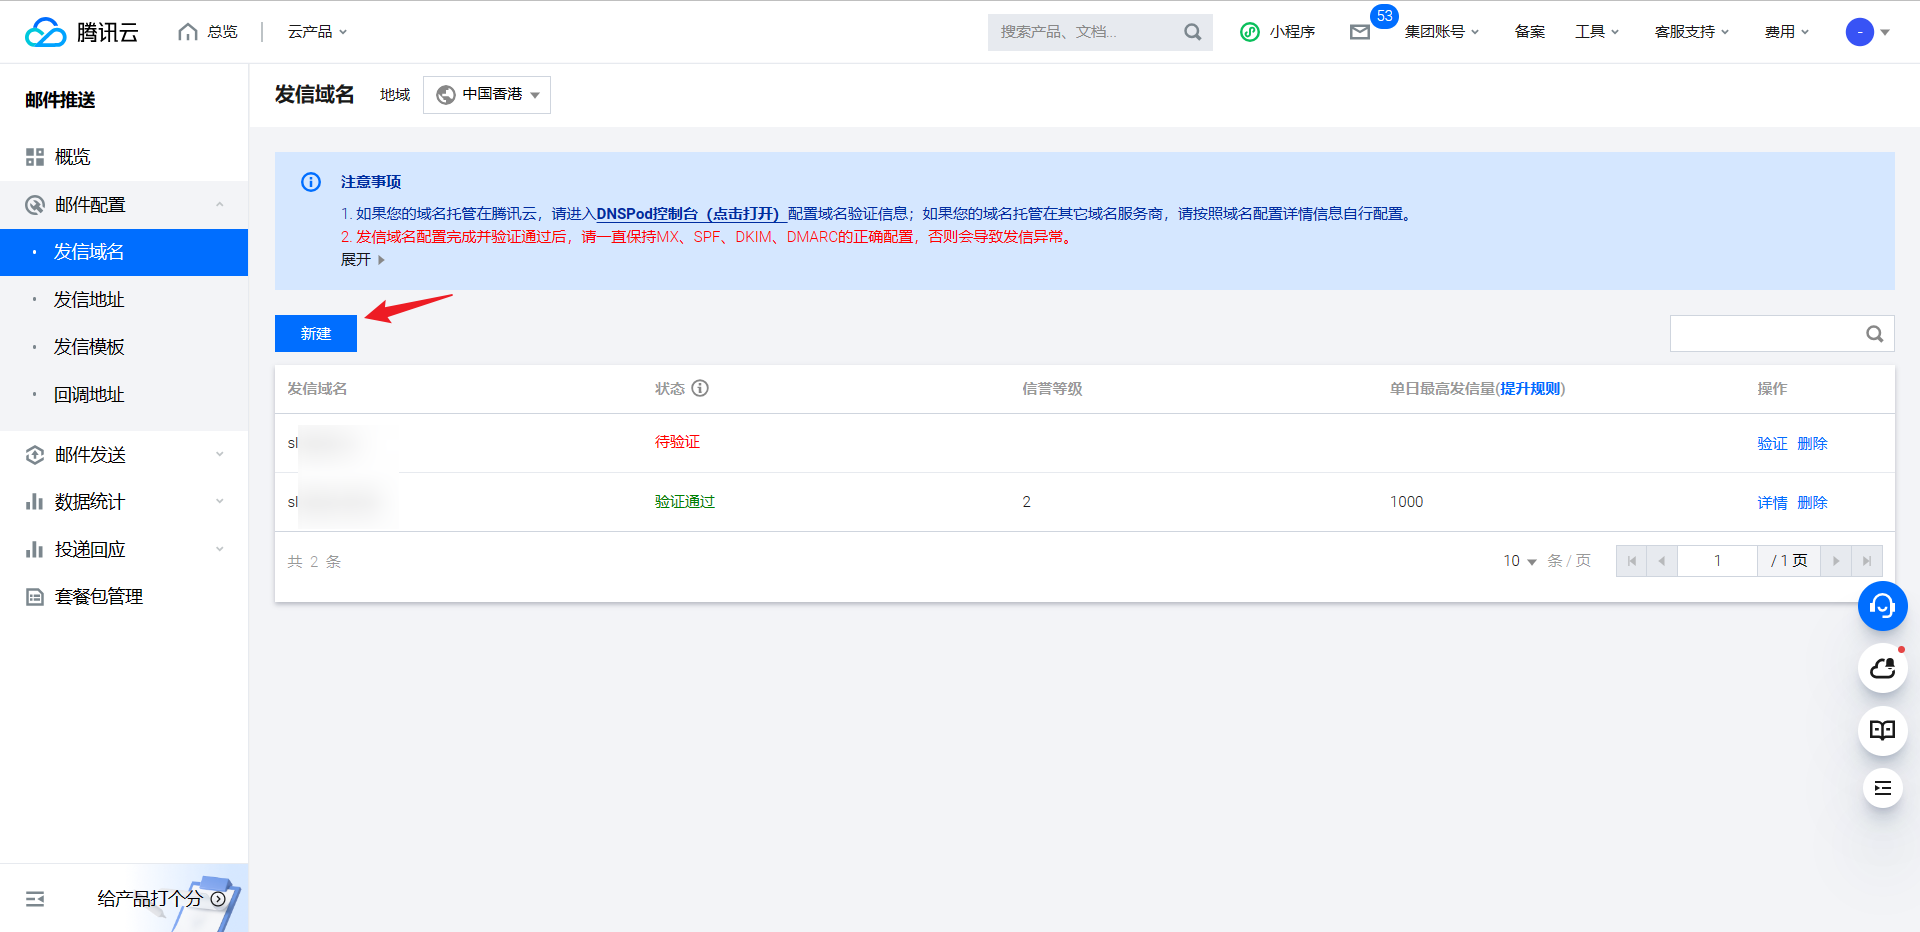 腾讯云
总览
云产品
搜索产品、文档...
小程序
53
集团账号
备案
工具
客服支持
费用
-
邮件推送
概览
邮件配置
发信域名
发信地址
发信模板
回调地址
邮件发送
数据统计
投递回应
套餐包管理
给产品打个分
发信域名 地域 中国香港
注意事项
1. 如果您的域名托管在腾讯云，请进入DNSPod控制台（点击打开）配置域名验证信息；如果您的域名托管在其它域名服务商，请按照域名配置详情信息自行配置。
2. 发信域名配置完成并验证通过后，请一直保持MX、SPF、DKIM、DMARC的正确配置，否则会导致发信异常。
展开
新建
发信域名 状态 信誉等级 单日最高发信量(提升规则) 操作
sl 待验证 验证 删除
sl 验证通过 2 1000 详情 删除
共 2 条 10 条 / 页 1 / 1 页